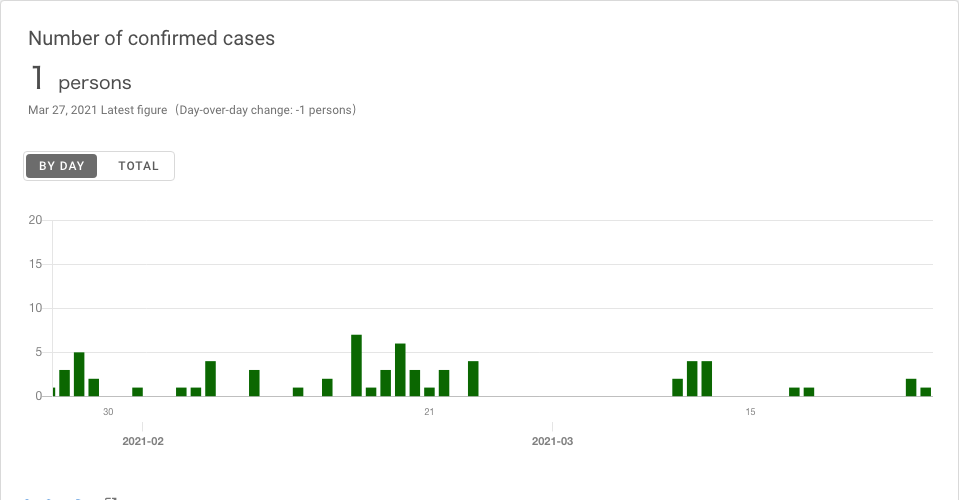 Number of confirmed cases
1 persons
Mar 27, 2021 Latest figure (Day-over-day change: -1 persons)
BY DAY TOTAL
20
15
10
5
0
30 21 15
2021-02 2021-03